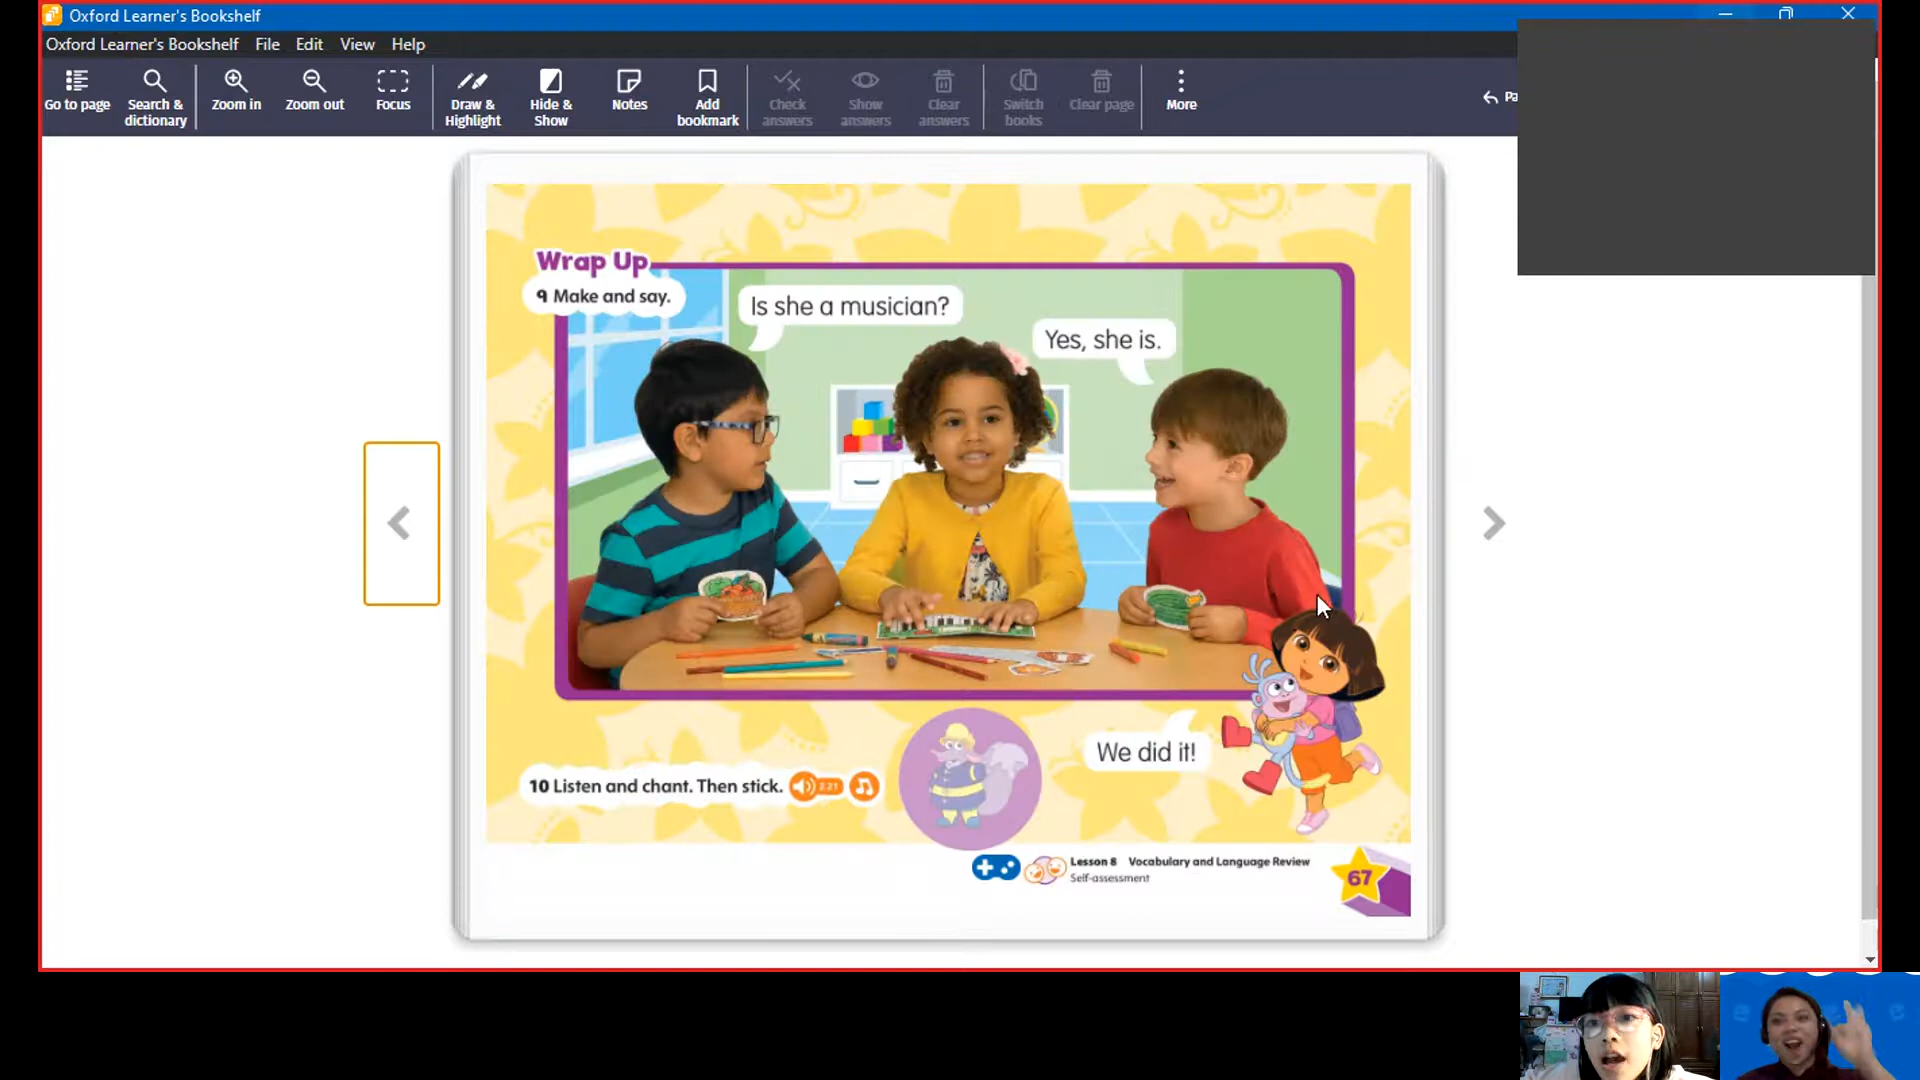 Oxford Learner's Bookshelf
Oxford Learner's Bookshelf File Edit View Help
Go to page
Search & dictionary
Zoom in
Zoom out
Focus
Draw & Highlight
Hide & Show
Notes
Add bookmark
Check answers
Show answers
Clear answers
Switch books
Clear page
More
Pa
Wrap Up
9 Make and say.
Is she a musician?
Yes, she is.
We did it!
10 Listen and chant. Then stick. 2.21
Lesson 8 Vocabulary and Language Review
Self-assessment
67